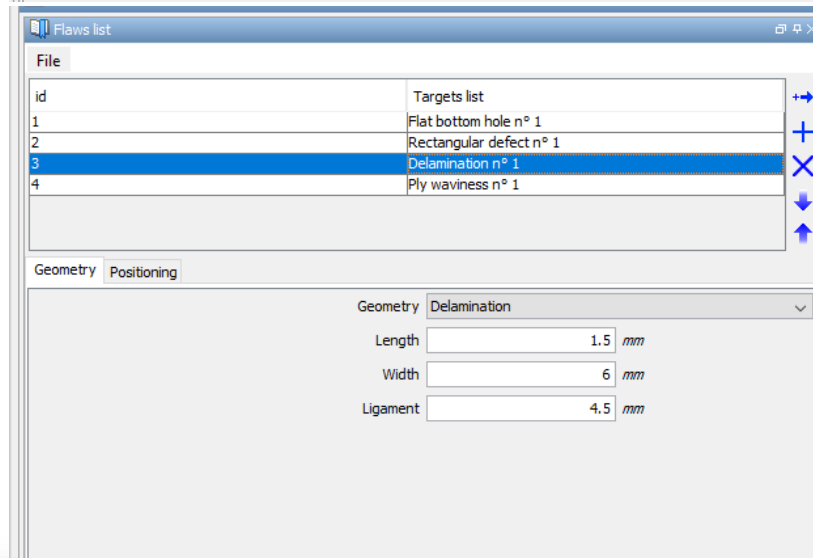 Flaws list
File
id Targets list
1 Flat bottom hole n° 1
2 Rectangular defect n° 1
3 Delamination n° 1
4 Ply waviness n° 1
Geometry Positioning
Geometry Delamination
Length 1.5 mm
Width 6 mm
Ligament 4.5 mm